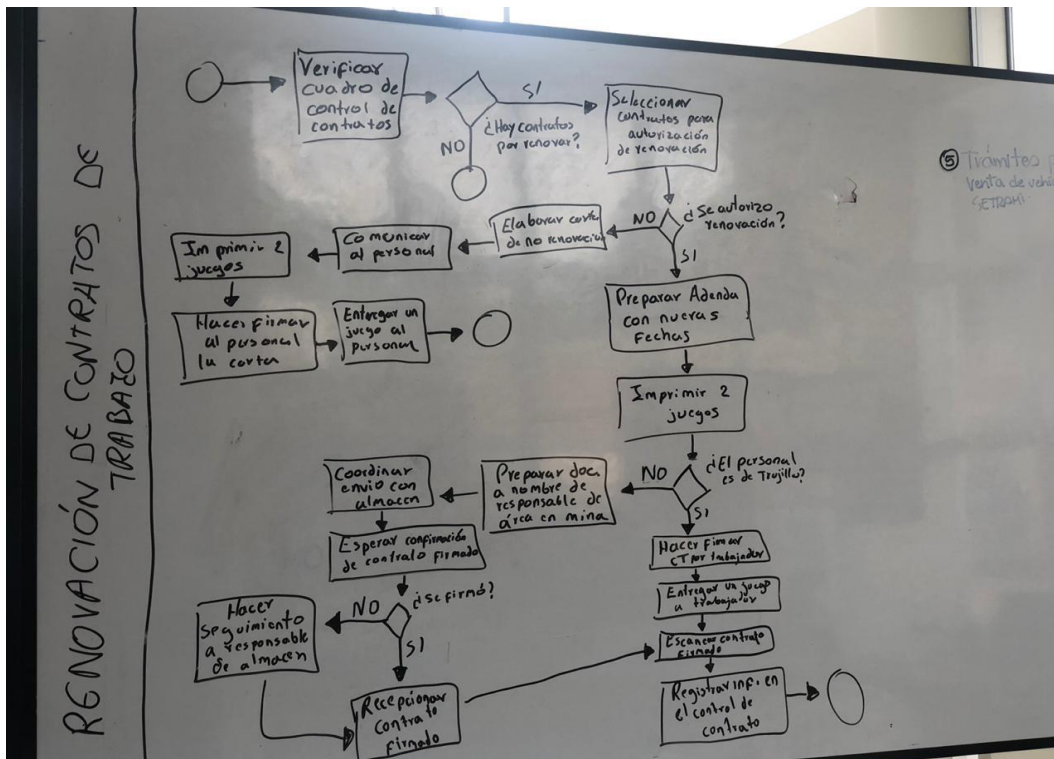 RENOVACIÓN DE CONTRATOS DE
TRABAJO
Verificar
cuadro de
control de
contratos
SI
¿Hay contratos
por renovar?
NO
Seleccionar
contratos para
autorización
de renovación
⑤ Trámites
venta de
SETRAMI
¿Se autorizo
renovación?
NO
SI
Elaborar carta
de no renovación
Comunicar
al personal
Imprimir 2
juegos
Hacer firmar
al personal
la carta
Entregar un
juego al
personal
Preparar Adenda
con nuevas
Fechas
Imprimir 2
juegos
¿El personal
es de Trujillo?
NO
SI
Preparar doc.
a nombre de
responsable de
área en mina
Coordinar
envio con
almacen
Esperar confirmación
de contrato firmado
¿se firmó?
NO
SI
Hacer
seguimiento
a responsable
de almacen
Recepcionar
contrato
firmado
Hacer firmar
CT por trabajador
Entregar un juego
a trabajador
Escanear contrato
firmado
Registrar inf. en
el control de
contrato